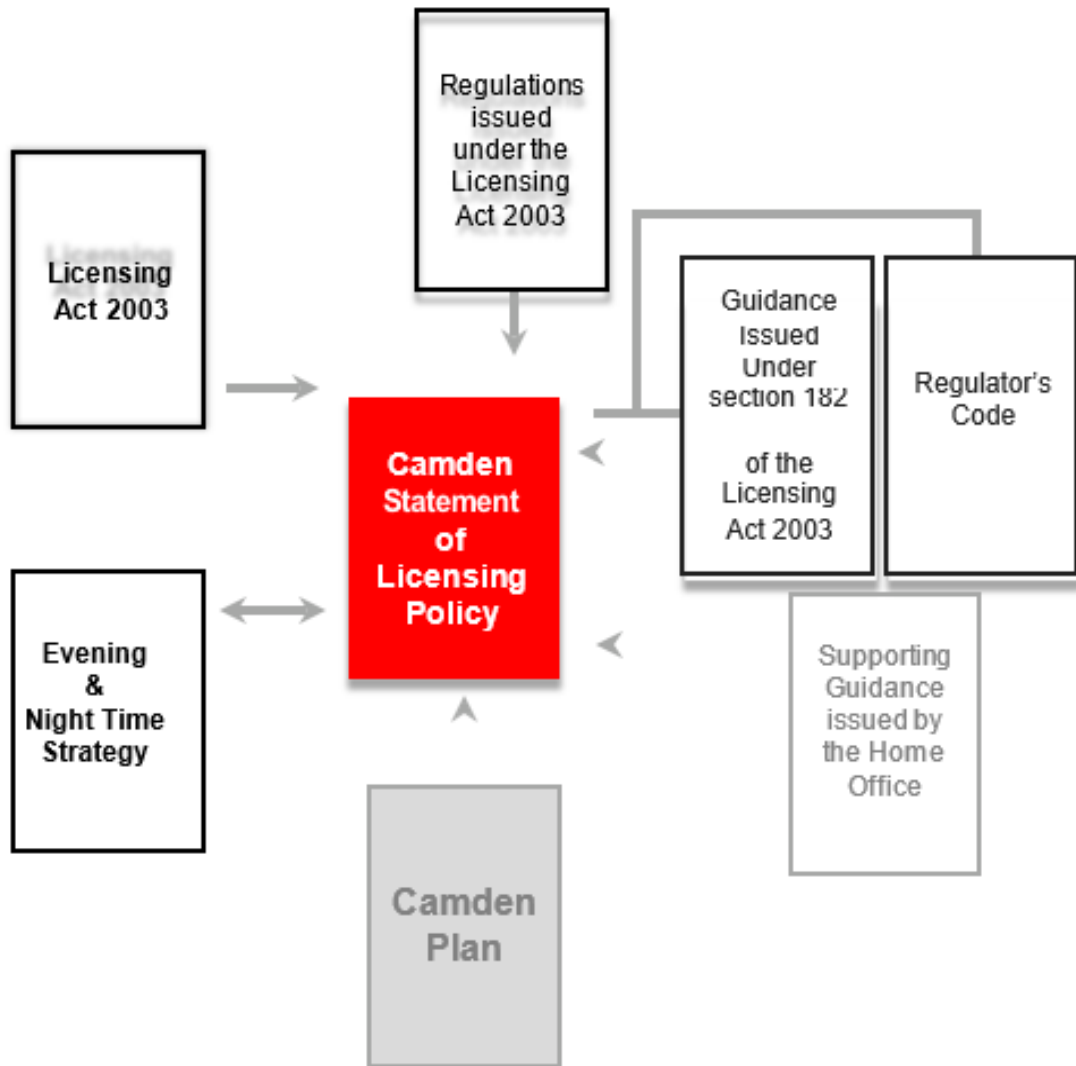 Regulations
issued
under the
Licensing
Act 2003
Licensing
Act 2003
Guidance
Issued
Under
section 182
of the
Licensing
Act 2003
Regulator's
Code
Camden
Statement
of
Licensing
Policy
Evening
&
Night Time
Strategy
Supporting
Guidance
issued by
the Home
Office
Camden
Plan